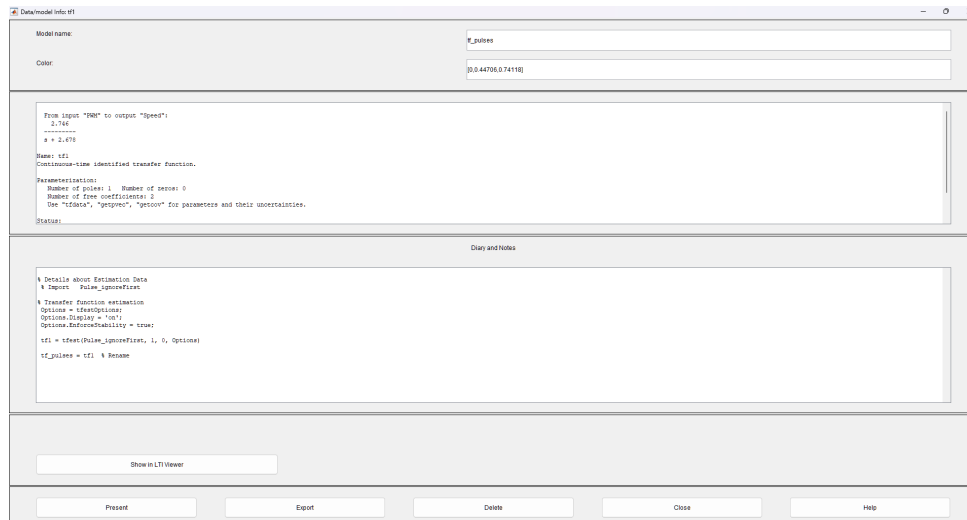 Data/model Info: tf1
Model name:
tf_pulses
Color:
[0,0.44706,0.74118]
From input "PWM" to output "Speed":
2.746
---------
s + 2.678
Name: tf1
Continuous-time identified transfer function.
Parameterization:
Number of poles: 1   Number of zeros: 0
Number of free coefficients: 2
Use "tfdata", "getpvec", "getcov" for parameters and their uncertainties.
Status:
Diary and Notes
% Details about Estimation Data
% Import   Pulse_ignoreFirst
% Transfer function estimation
Options = tfestOptions;
Options.Display = 'on';
Options.EnforceStability = true;
tf1 = tfest(Pulse_ignoreFirst, 1, 0, Options)
tf_pulses = tf1  % Rename
Show in LTI Viewer
Present
Export
Delete
Close
Help